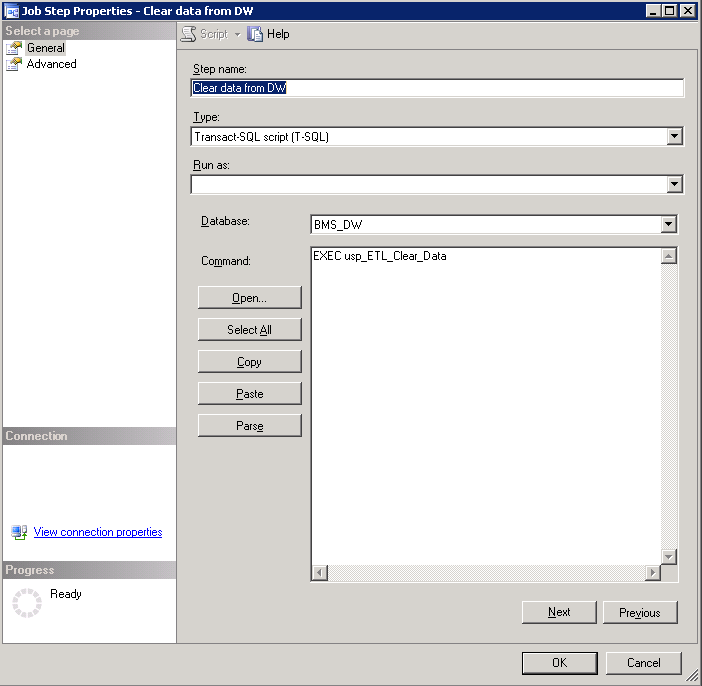 Job Step Properties - Clear data from DW
Select a page
General
Advanced
Script
Help
Step name:
Clear data from DW
Type:
Transact-SQL script (T-SQL)
Run as:
Database:
BMS_DW
Command:
EXEC usp_ETL_Clear_Data
Open...
Select All
Copy
Paste
Parse
Connection
View connection properties
Progress
Ready
Next
Previous
OK
Cancel